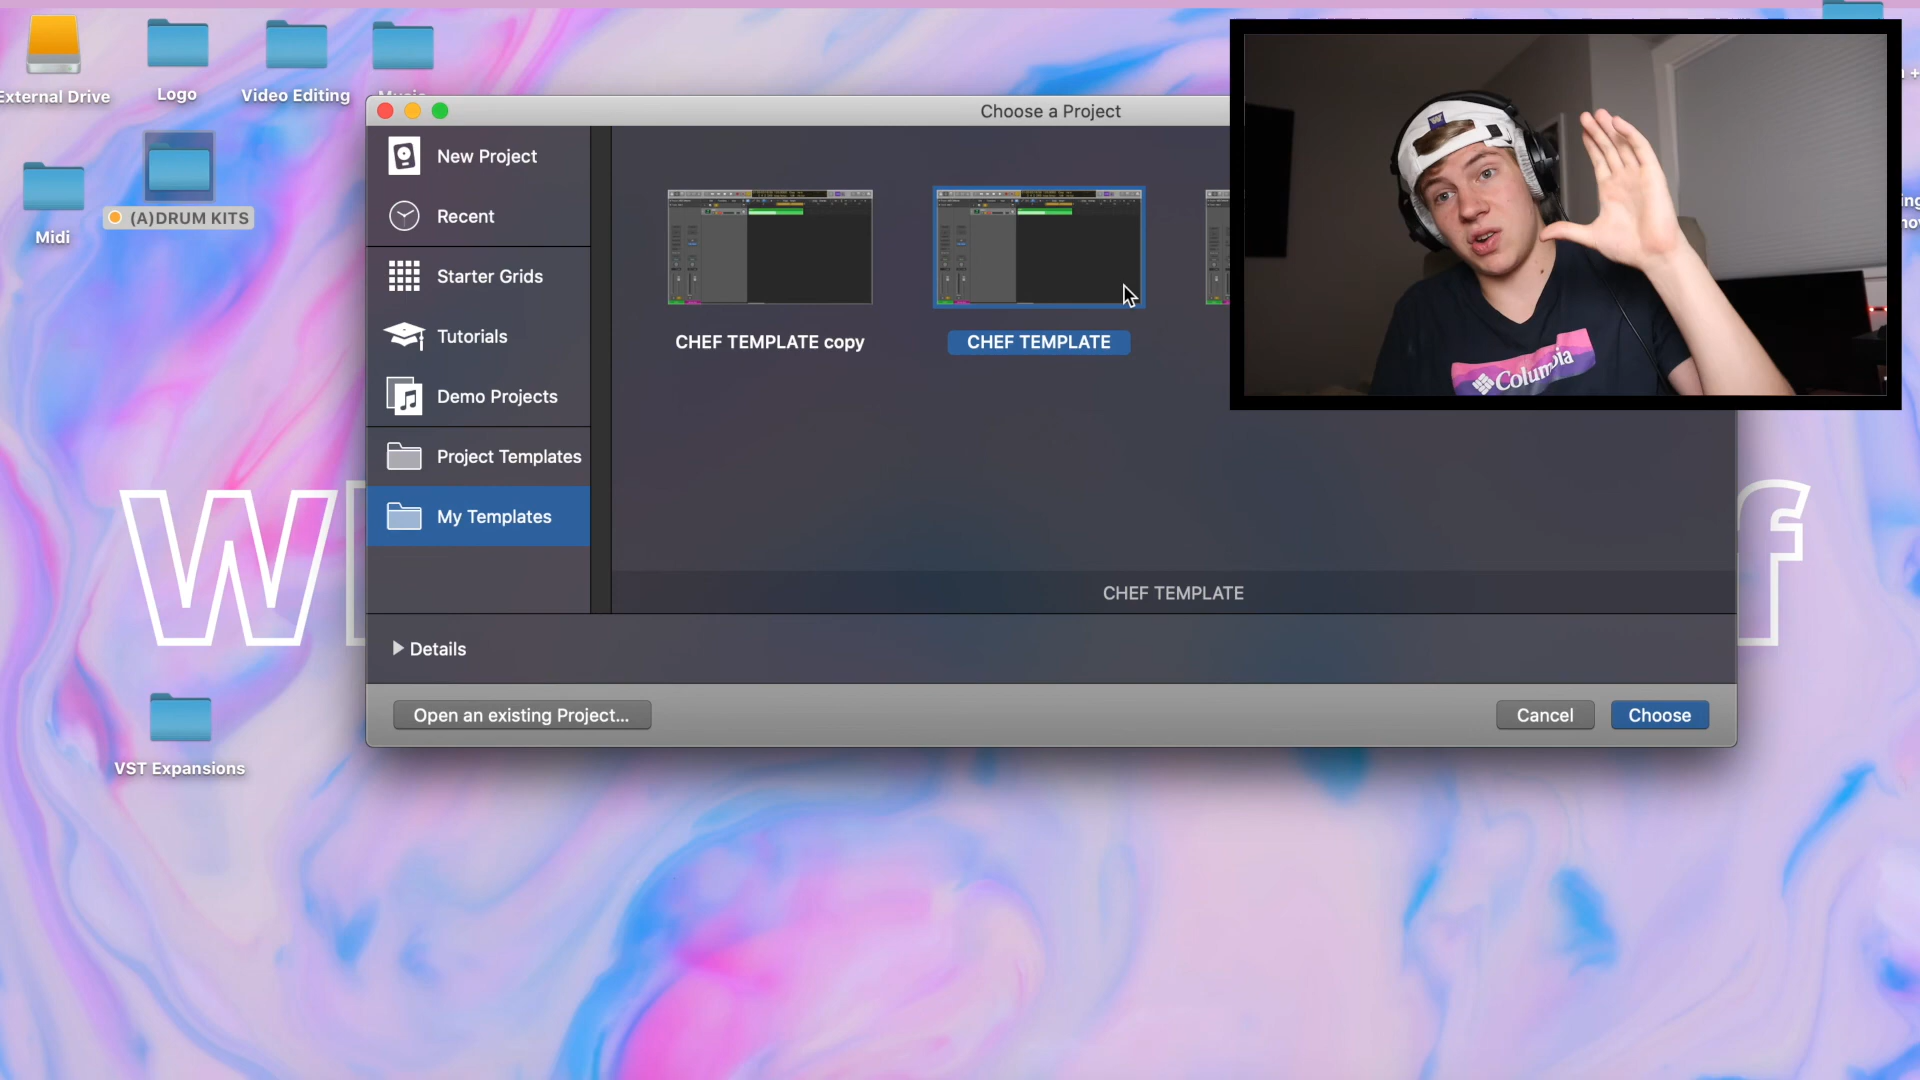 External Drive
Logo
Video Editing
Music
Midi
(A)DRUM KITS
VST Expansions
Choose a Project
New Project
Recent
Starter Grids
Tutorials
Demo Projects
Project Templates
My Templates
CHEF TEMPLATE copy
CHEF TEMPLATE
CHEF TEMPLATE
Details
Open an existing Project...
Cancel
Choose
Columbia
W
f